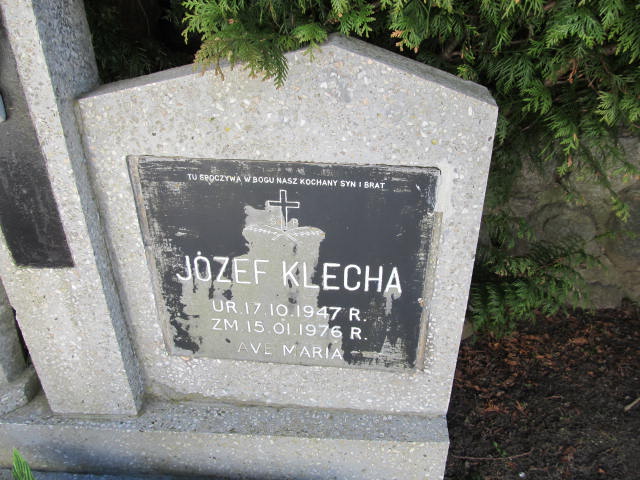 TU SPOCZYWA W BOGU NASZ KOCHANY SYN I BRAT
JÓZEF KLECHA
UR. 17.10.1947 R.
ZM 15.01.1976 R.
AVE MARIA